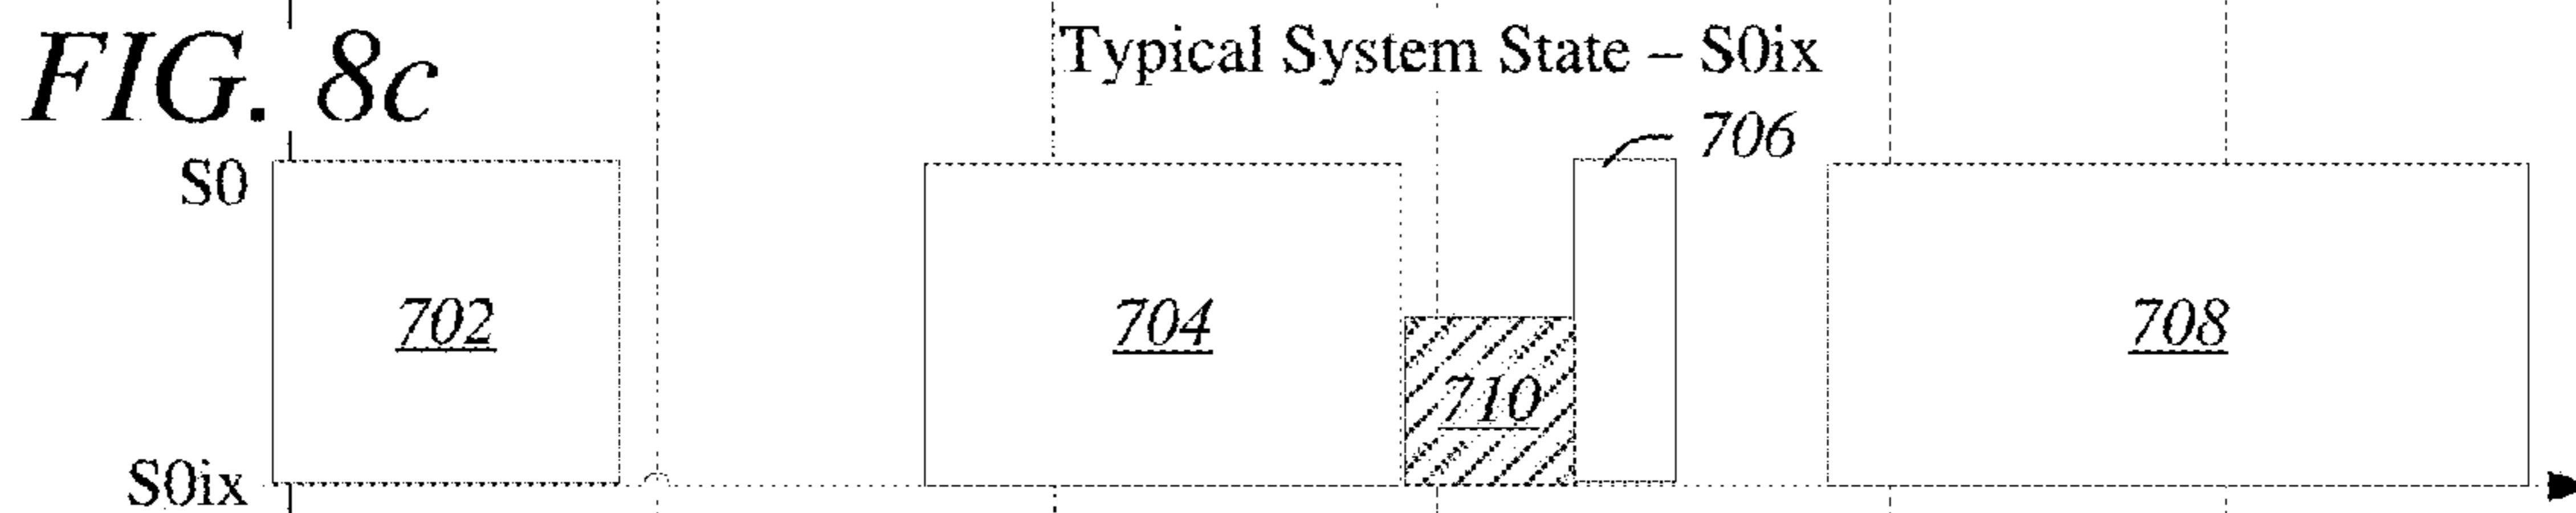 FIG. 8c
Typical System State – S0ix
706
S0
702
704
708
710
S0ix